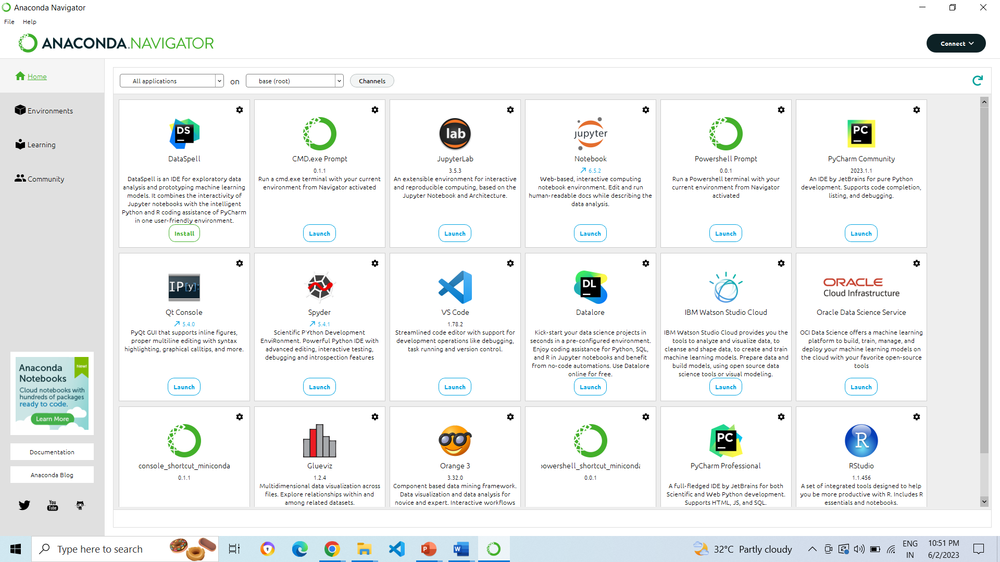 Anaconda Navigator
File Help
ANACONDA.NAVIGATOR
Connect
Home
Environments
Learning
Community
All applications on base (root) Channels
DS
DataSpell
DataSpell is an IDE for exploratory data
analysis and prototyping machine learning
models. It combines the interactivity of
Jupyter notebooks with the intelligent
Python and R coding assistance of PyCharm
in one user-friendly environment.
Install
CMD.exe Prompt
0.1.1
Run a cmd.exe terminal with your current
environment from Navigator activated
Launch
lab
JupyterLab
3.5.3
An extensible environment for interactive
and reproducible computing, based on the
Jupyter Notebook and Architecture.
Launch
jupyter
Notebook
6.5.2
Web-based, interactive computing
notebook environment. Edit and run
human-readable docs while describing the
data analysis.
Launch
Powershell Prompt
0.0.1
Run a Powershell terminal with your
current environment from Navigator
activated
Launch
PC
PyCharm Community
2023.1.1
An IDE by JetBrains for pure Python
development. Supports code completion,
listing, and debugging.
Launch
IP[y]:
Qt Console
5.4.0
PyQt GUI that supports inline figures,
proper multiline editing with syntax
highlighting, graphical calltips, and more.
Launch
Spyder
5.4.1
Scientific PYthon Development
EnviRonment. Powerful Python IDE with
advanced editing, interactive testing,
debugging and introspection features
Launch
VS Code
1.78.2
Streamlined code editor with support for
development operations like debugging,
task running and version control.
Launch
DL
Datalore
Kick-start your data science projects in
seconds in a pre-configured environment.
Enjoy coding assistance for Python, SQL,
and R in Jupyter notebooks and benefit
from no-code automations. Use Datalore
online for free.
Launch
IBM Watson Studio Cloud
IBM Watson Studio Cloud provides you the
tools to analyze and visualize data, to
cleanse and shape data, to create and train
machine learning models. Prepare data and
build models, using open source data
science tools or visual modeling.
Launch
ORACLE
Cloud Infrastructure
Oracle Data Science Service
OCI Data Science offers a machine learning
platform to build, train, manage, and
deploy your machine learning models on
the cloud with your favorite open-source
tools
Launch
console_shortcut_miniconda
0.1.1
Glueviz
1.2.4
Multidimensional data visualization across
files. Explore relationships within and
among related datasets.
Orange 3
3.32.0
Component based data mining framework.
Data visualization and data analysis for
novice and expert. Interactive workflows
powershell_shortcut_miniconda
0.0.1
PC
PyCharm Professional
A full-fledged IDE by JetBrains for both
Scientific and Web Python development.
Supports HTML, JS, and SQL.
R
RStudio
1.1.456
A set of integrated tools designed to help
you be more productive with R. Includes R
essentials and notebooks.
Anaconda
Notebooks
New!
Cloud notebooks with
hundreds of packages
ready to code.
Learn More
Documentation
Anaconda Blog
You
Tube
Type here to search
P
W
32°C Partly cloudy
ENG
IN
10:51 PM
6/2/2023